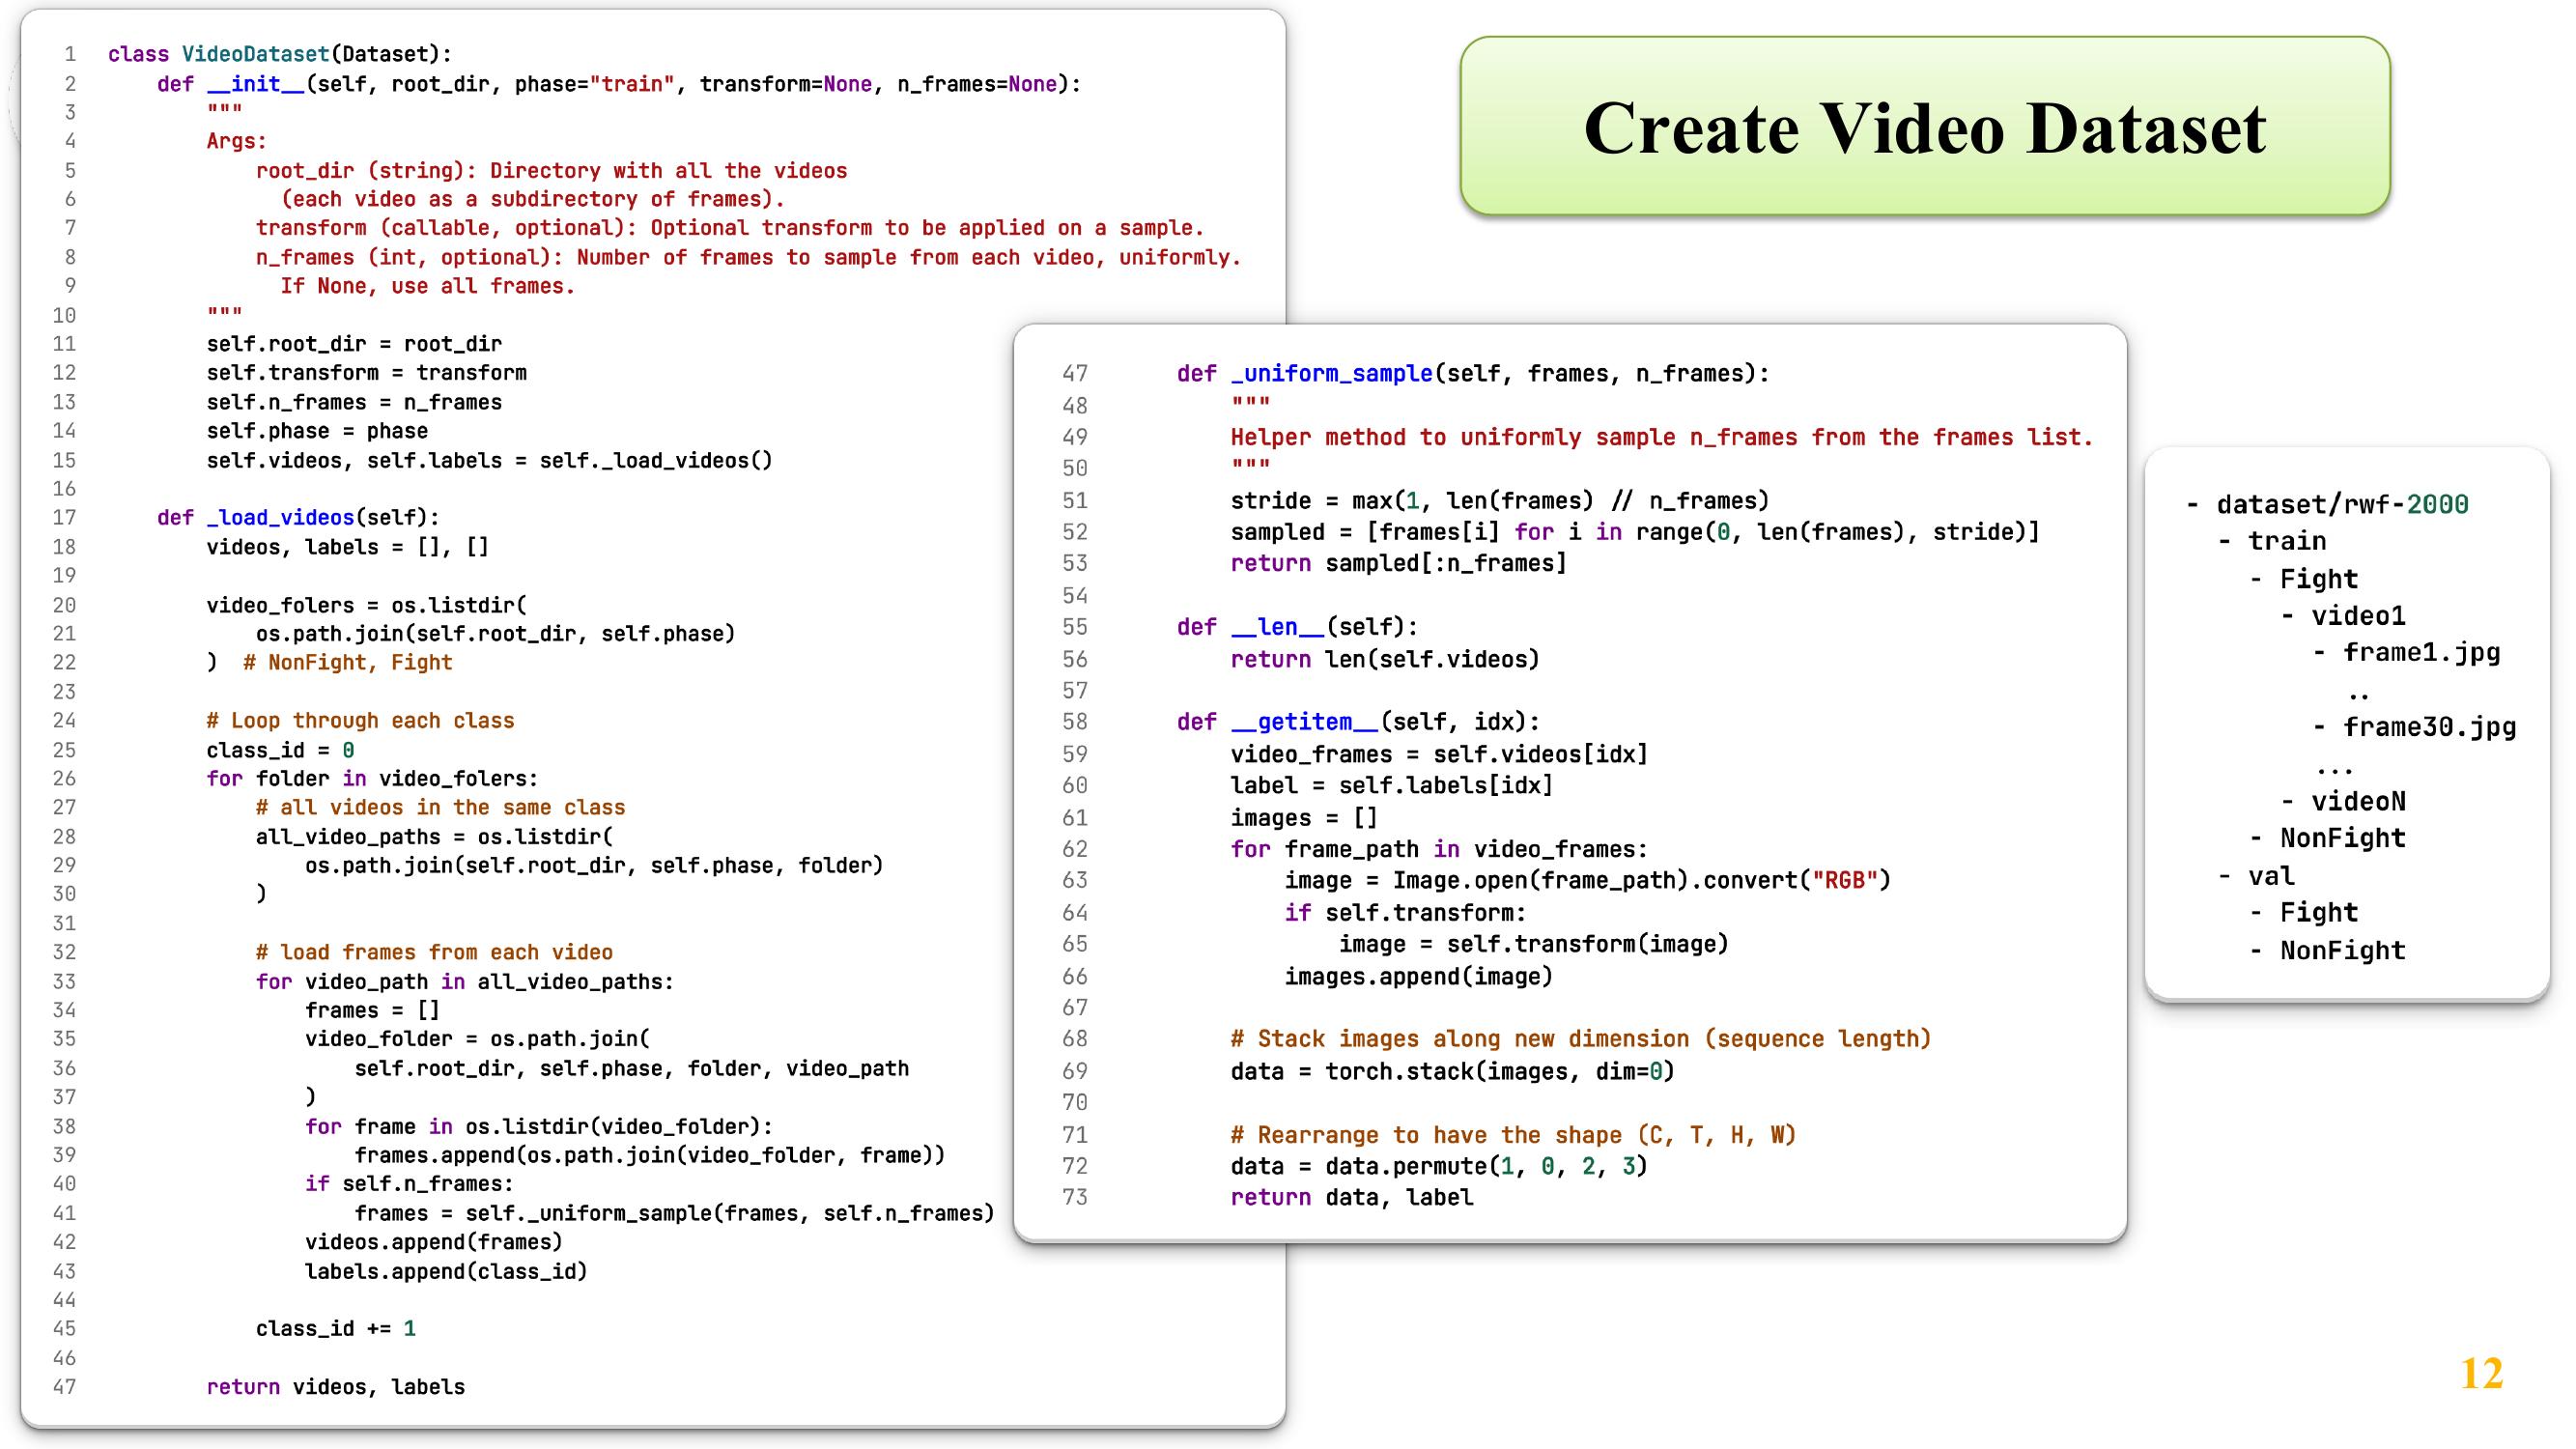 1 class VideoDataset(Dataset):
2     def __init__(self, root_dir, phase="train", transform=None, n_frames=None):
3         """
4         Args:
5             root_dir (string): Directory with all the videos
6               (each video as a subdirectory of frames).
7             transform (callable, optional): Optional transform to be applied on a sample.
8             n_frames (int, optional): Number of frames to sample from each video, uniformly.
9               If None, use all frames.
10         """
11         self.root_dir = root_dir
12         self.transform = transform
13         self.n_frames = n_frames
14         self.phase = phase
15         self.videos, self.labels = self._load_videos()
16
17     def _load_videos(self):
18         videos, labels = [], []
19
20         video_folers = os.listdir(
21             os.path.join(self.root_dir, self.phase)
22         )  # NonFight, Fight
23
24         # Loop through each class
25         class_id = 0
26         for folder in video_folers:
27             # all videos in the same class
28             all_video_paths = os.listdir(
29                 os.path.join(self.root_dir, self.phase, folder)
30             )
31
32             # load frames from each video
33             for video_path in all_video_paths:
34                 frames = []
35                 video_folder = os.path.join(
36                     self.root_dir, self.phase, folder, video_path
37                 )
38                 for frame in os.listdir(video_folder):
39                     frames.append(os.path.join(video_folder, frame))
40                 if self.n_frames:
41                     frames = self._uniform_sample(frames, self.n_frames)
42                 videos.append(frames)
43                 labels.append(class_id)
44
45             class_id += 1
46
47         return videos, labels
Create Video Dataset
47     def _uniform_sample(self, frames, n_frames):
48         """
49         Helper method to uniformly sample n_frames from the frames list.
50         """
51         stride = max(1, len(frames) // n_frames)
52         sampled = [frames[i] for i in range(0, len(frames), stride)]
53         return sampled[:n_frames]
54
55     def __len__(self):
56         return len(self.videos)
57
58     def __getitem__(self, idx):
59         video_frames = self.videos[idx]
60         label = self.labels[idx]
61         images = []
62         for frame_path in video_frames:
63             image = Image.open(frame_path).convert("RGB")
64             if self.transform:
65                 image = self.transform(image)
66             images.append(image)
67
68         # Stack images along new dimension (sequence length)
69         data = torch.stack(images, dim=0)
70
71         # Rearrange to have the shape (C, T, H, W)
72         data = data.permute(1, 0, 2, 3)
73         return data, label
- dataset/rwf-2000
  - train
    - Fight
      - video1
        - frame1.jpg
          ..
        - frame30.jpg
        ...
      - videoN
    - NonFight
  - val
    - Fight
    - NonFight
12